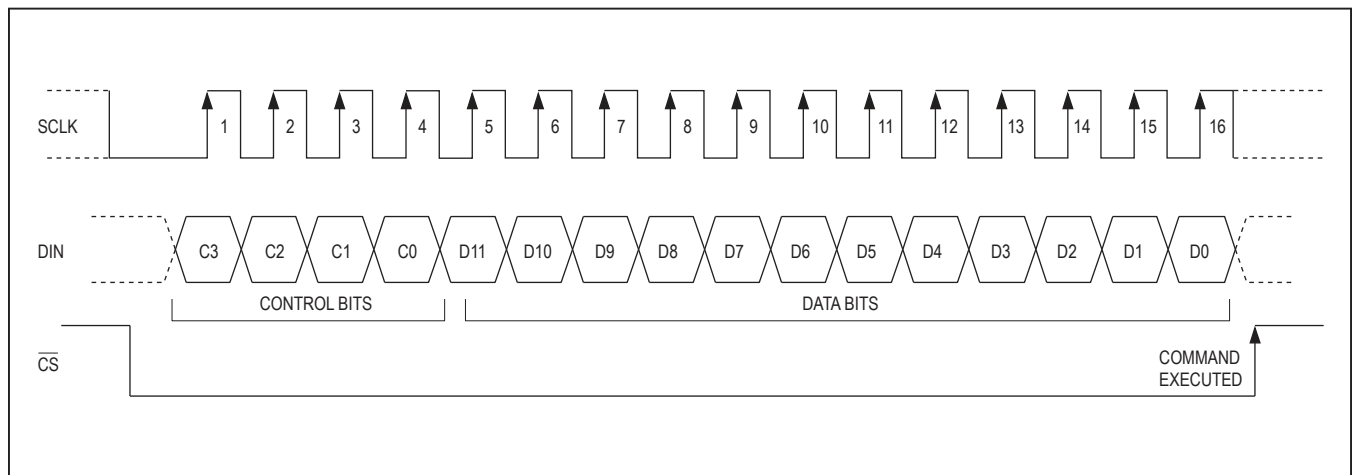 SCLK 1 2 3 4 5 6 7 8 9 10 11 12 13 14 15 16
DIN C3 C2 C1 C0 D11 D10 D9 D8 D7 D6 D5 D4 D3 D2 D1 D0
CONTROL BITS DATA BITS
CS
COMMAND
EXECUTED